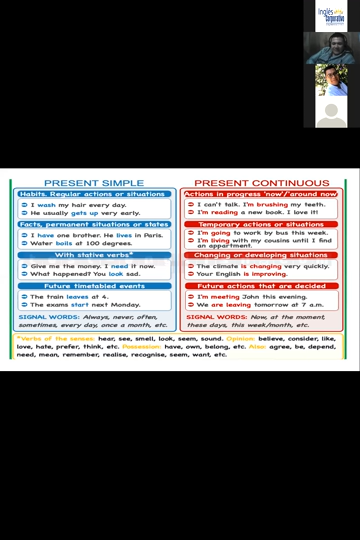 Inglés
corporativo
PRESENT SIMPLE
Habits. Regular actions or situations
I wash my hair every day.
He usually gets up very early.
Facts, permanent situations or states
I have one brother. He lives in Paris.
Water boils at 100 degrees.
With stative verbs*
Give me the money. I need it now.
What happened? You look sad.
Future timetabled events
The train leaves at 4.
The exams start next Monday.
SIGNAL WORDS: Always, never, often,
sometimes, every day, once a month, etc.
PRESENT CONTINUOUS
Actions in progress 'now'/'around now'
I can't talk. I'm brushing my teeth.
I'm reading a new book. I love it!
Temporary actions or situations
I'm going to work by bus this week.
I'm living with my cousins until I find
an apartment.
Changing or developing situations
The climate is changing very quickly.
Your English is improving.
Future actions that are decided
I'm meeting John this evening.
We are leaving tomorrow at 7 a.m.
SIGNAL WORDS: Now, at the moment,
these days, this week/month, etc.
*Verbs of the senses: hear, see, smell, look, seem, sound. Opinion: believe, consider, like,
love, hate, prefer, think, etc. Possession: have, own, belong, etc. Also: agree, be, depend,
need, mean, remember, realise, recognise, seem, want, etc.